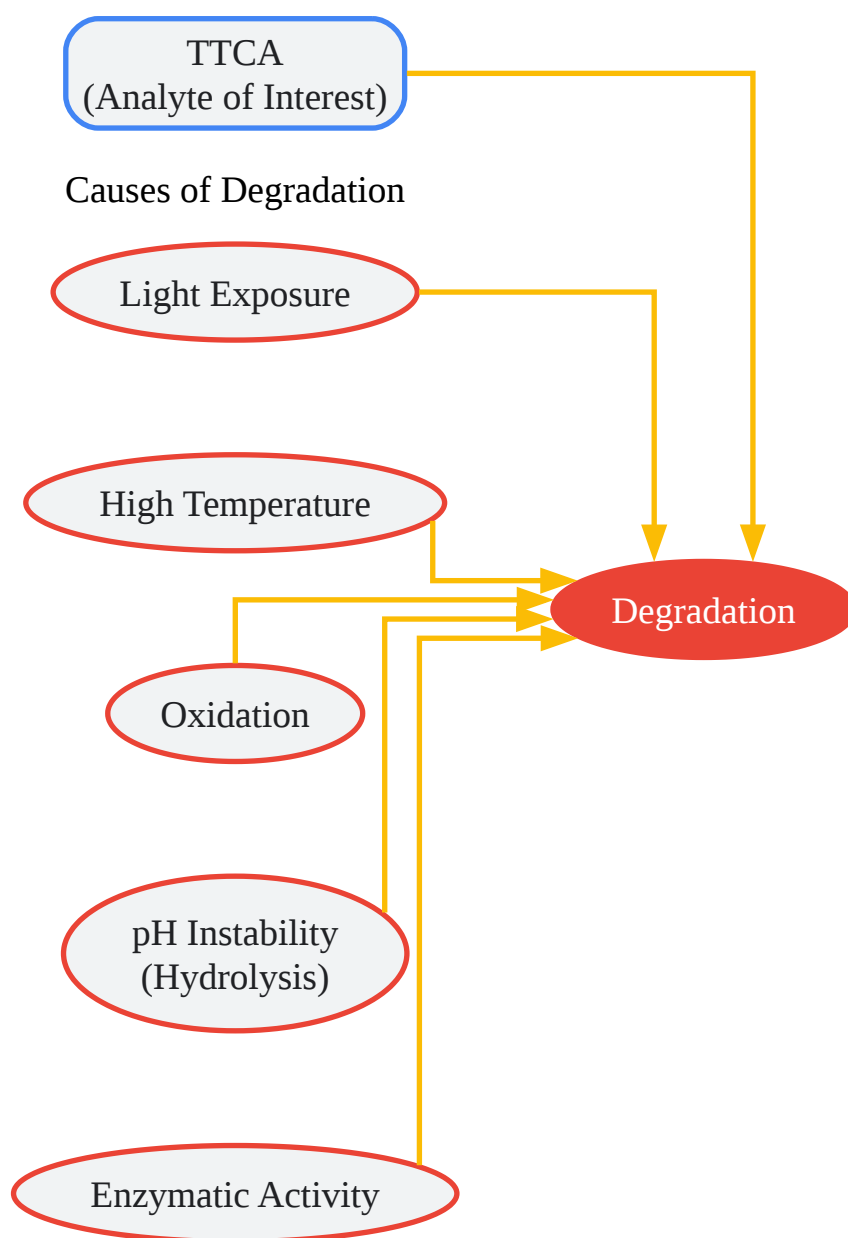 TTCA
(Analyte of Interest)
Causes of Degradation
Light Exposure
High Temperature
Degradation
Oxidation
pH Instability
(Hydrolysis)
Enzymatic Activity